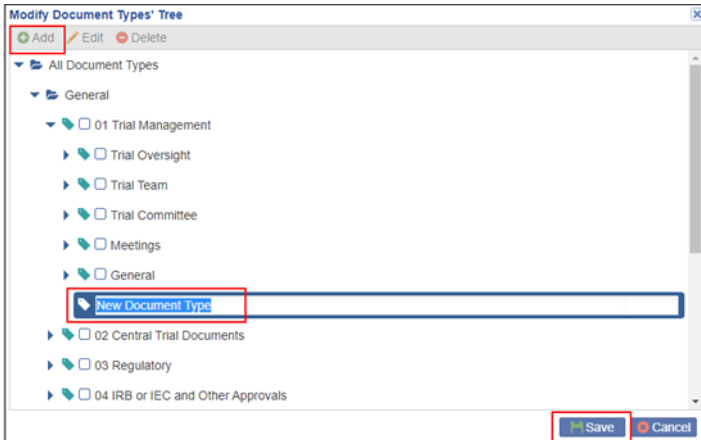 Modify Document Types' Tree
Add Edit Delete
All Document Types
General
01 Trial Management
Trial Oversight
Trial Team
Trial Committee
Meetings
General
New Document Type
02 Central Trial Documents
03 Regulatory
04 IRB or IEC and Other Approvals
Save Cancel